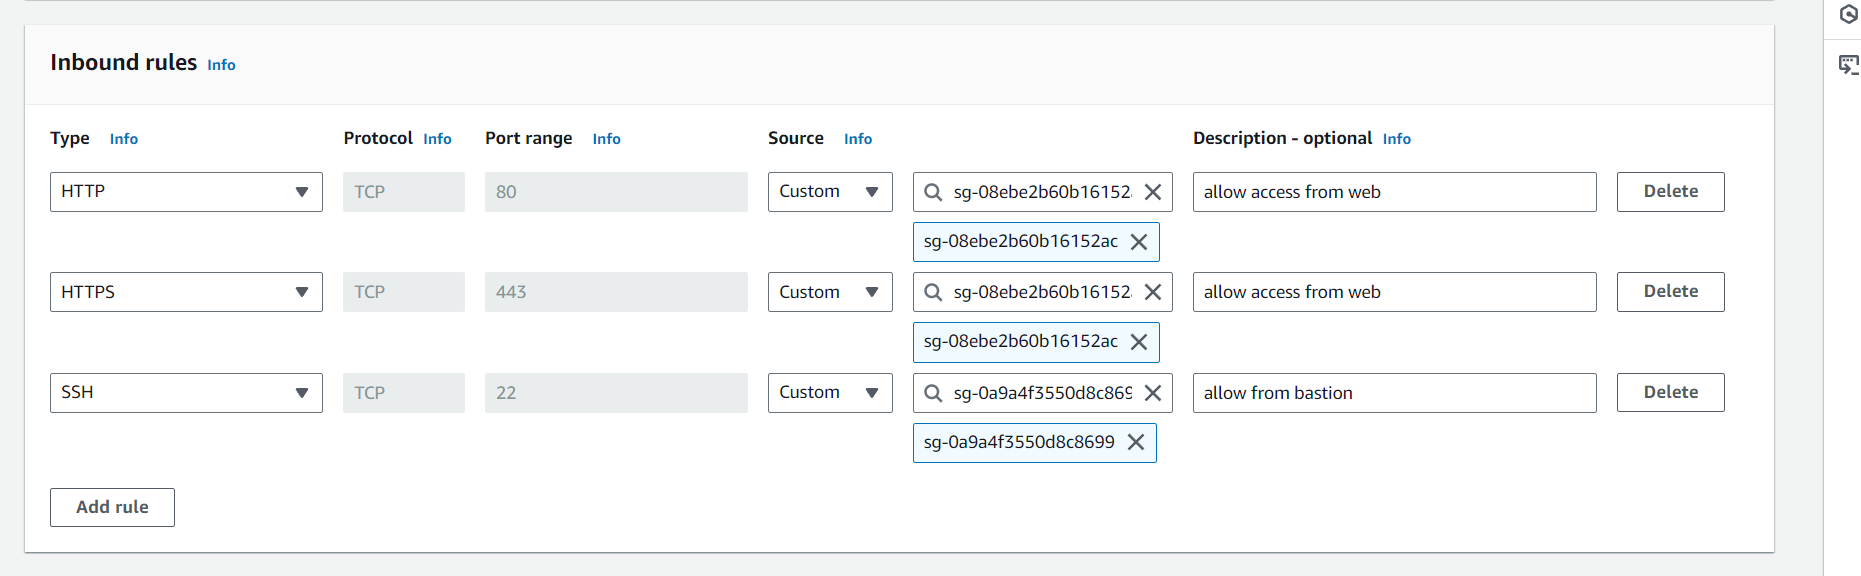 Inbound rules Info
Type Info Protocol Info Port range Info Source Info Description - optional Info
HTTP TCP 80 Custom sg-08ebe2b60b16152 allow access from web Delete
sg-08ebe2b60b16152ac
HTTPS TCP 443 Custom sg-08ebe2b60b16152 allow access from web Delete
sg-08ebe2b60b16152ac
SSH TCP 22 Custom sg-0a9a4f3550d8c869 allow from bastion Delete
sg-0a9a4f3550d8c8699
Add rule